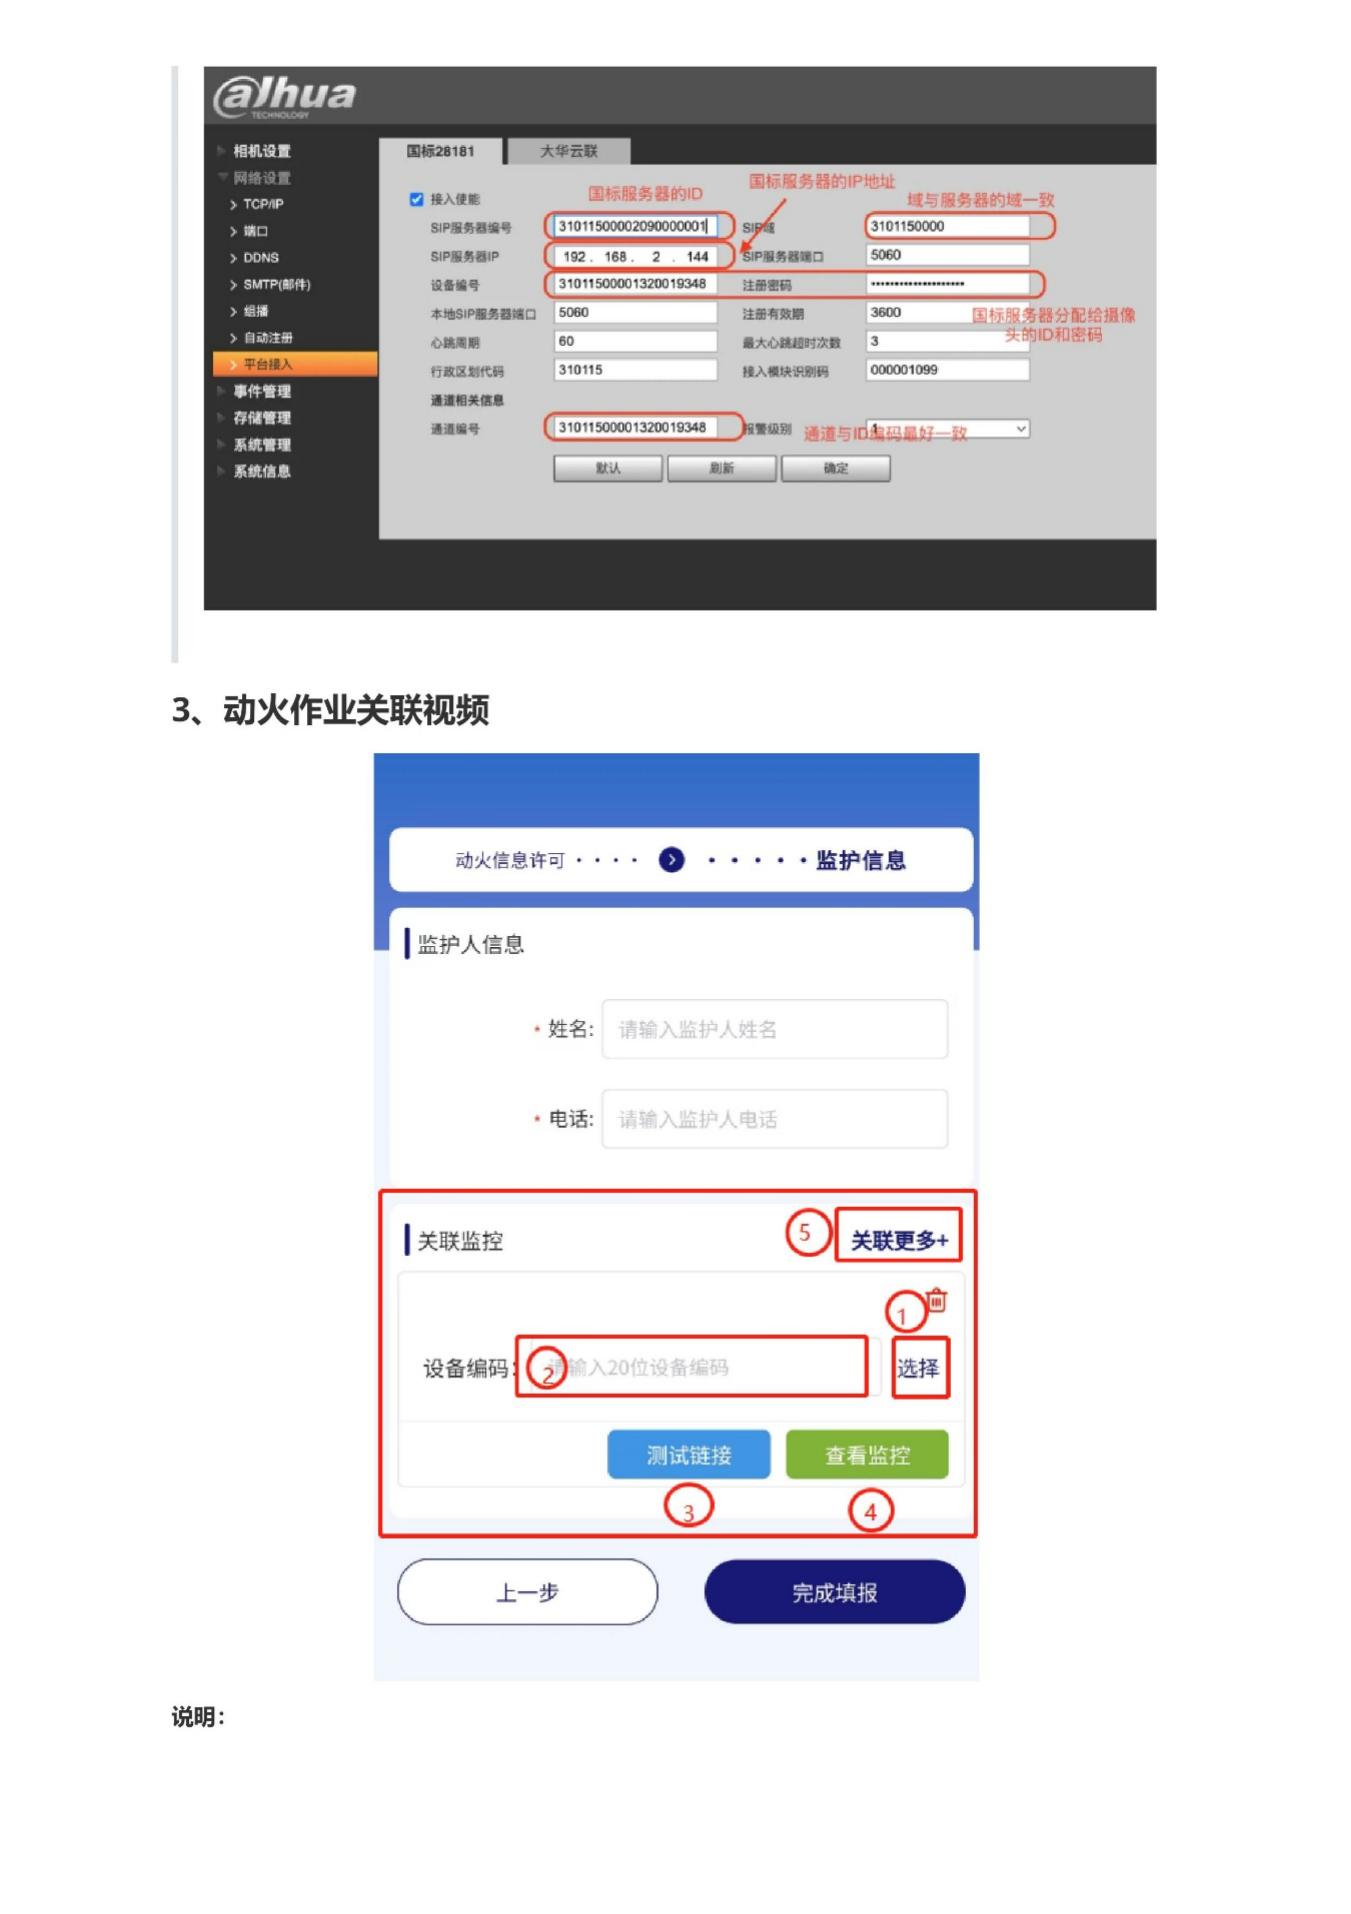 alhua
TECHNOLOGY
相机设置
网络设置
TCP/IP
端口
DDNS
SMTP(邮件)
组播
自动注册
平台接入
事件管理
存储管理
系统管理
系统信息
国标28181 大华云联
国标服务器的IP地址
接入使能 国标服务器的ID 域与服务器的域一致
SIP服务器编号 31011500002090000001 SIP域 3101150000
SIP服务器IP 192 . 168 . 2 . 144 SIP服务器端口 5060
设备编号 31011500001320019348 注册密码 ••••••••••••••••••••
本地SIP服务器端口 5060 注册有效期 3600
国标服务器分配给摄像
头的ID和密码
心跳周期 60 最大心跳超时次数 3
行政区划代码 310115 接入模块识别码 000001099
通道相关信息
通道编号 31011500001320019348 报警级别 1
通道与ID编码最好一致
默认 刷新 确定
3、动火作业关联视频
动火信息许可 · · · · > · · · · · 监护信息
监护人信息
* 姓名: 请输入监护人姓名
* 电话: 请输入监护人电话
关联监控 5 关联更多+
1
设备编码: 2 请输入20位设备编码 选择
测试链接 查看监控
3 4
上一步 完成填报
说明：